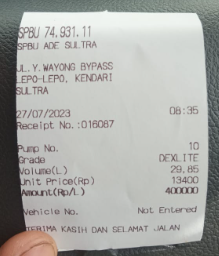 SPBU 74.931.11
SPBU ADE SULTRA
JL.Y.WAYONG BYPASS
LEPO-LEPO, KENDARI
SULTRA
27/07/2023 08:35
Receipt No.:016087
Pump No. 10
Grade DEXLITE
Volume(L) 29,85
Unit Price(Rp) 13400
Amount(Rp/L) 400000
Vehicle No. Not Entered
TERIMA KASIH DAN SELAMAT JALAN